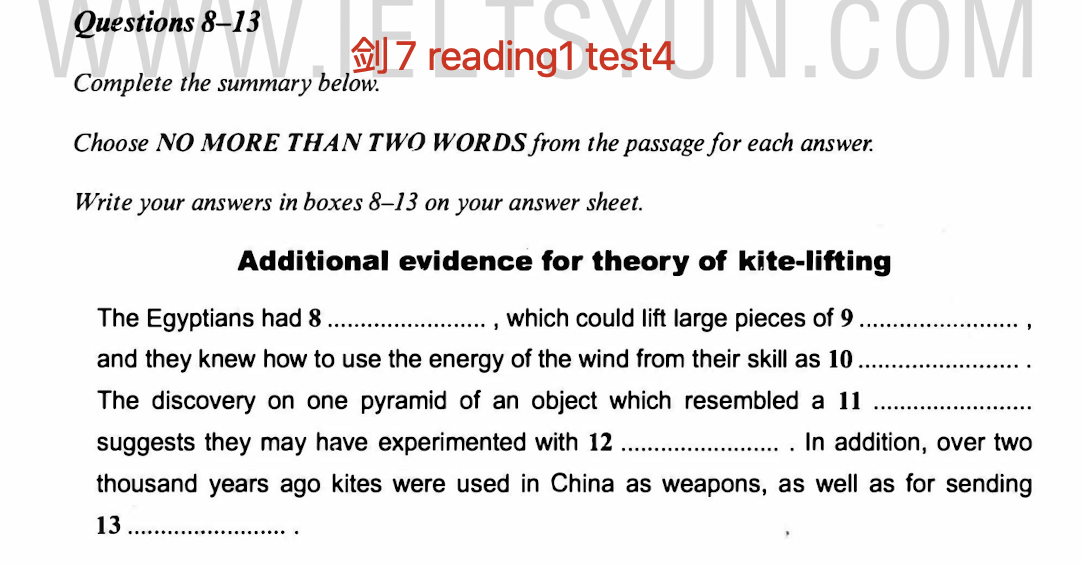 WWW.IELTSYUN.COM
Questions 8–13
剑7 reading1 test4
Complete the summary below.
Choose NO MORE THAN TWO WORDS from the passage for each answer.
Write your answers in boxes 8–13 on your answer sheet.
Additional evidence for theory of kite-lifting
The Egyptians had 8 ........................ , which could lift large pieces of 9 ........................ ,
and they knew how to use the energy of the wind from their skill as 10 ........................ .
The discovery on one pyramid of an object which resembled a 11 ........................
suggests they may have experimented with 12 ........................ . In addition, over two
thousand years ago kites were used in China as weapons, as well as for sending
13 ........................ .